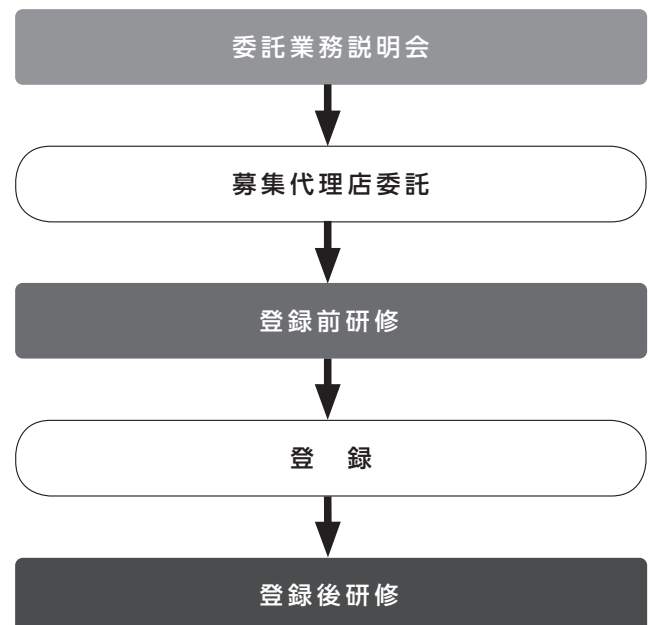 委託業務説明会
募集代理店委託
登録前研修
登　録
登録後研修